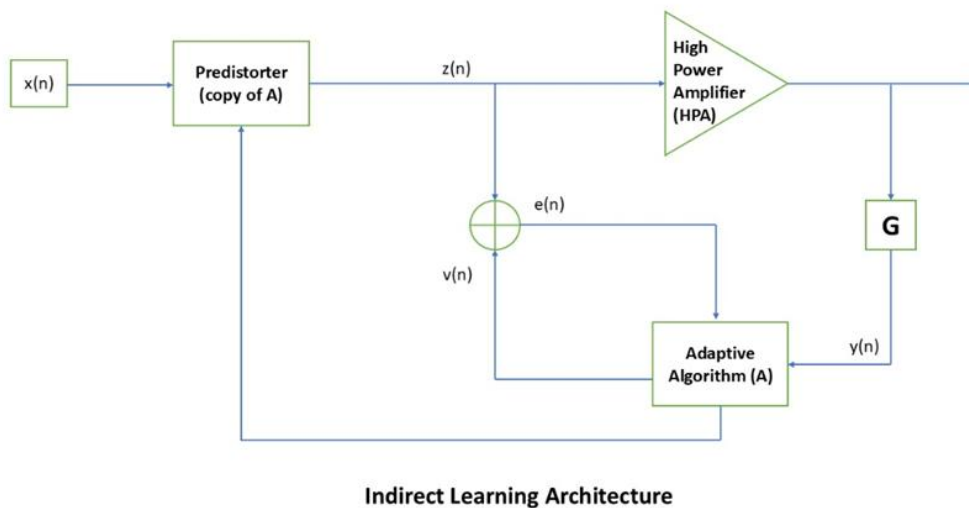 x(n)
Predistorter
(copy of A)
z(n)
High
Power
Amplifier
(HPA)
e(n)
G
v(n)
y(n)
Adaptive
Algorithm (A)
Indirect Learning Architecture